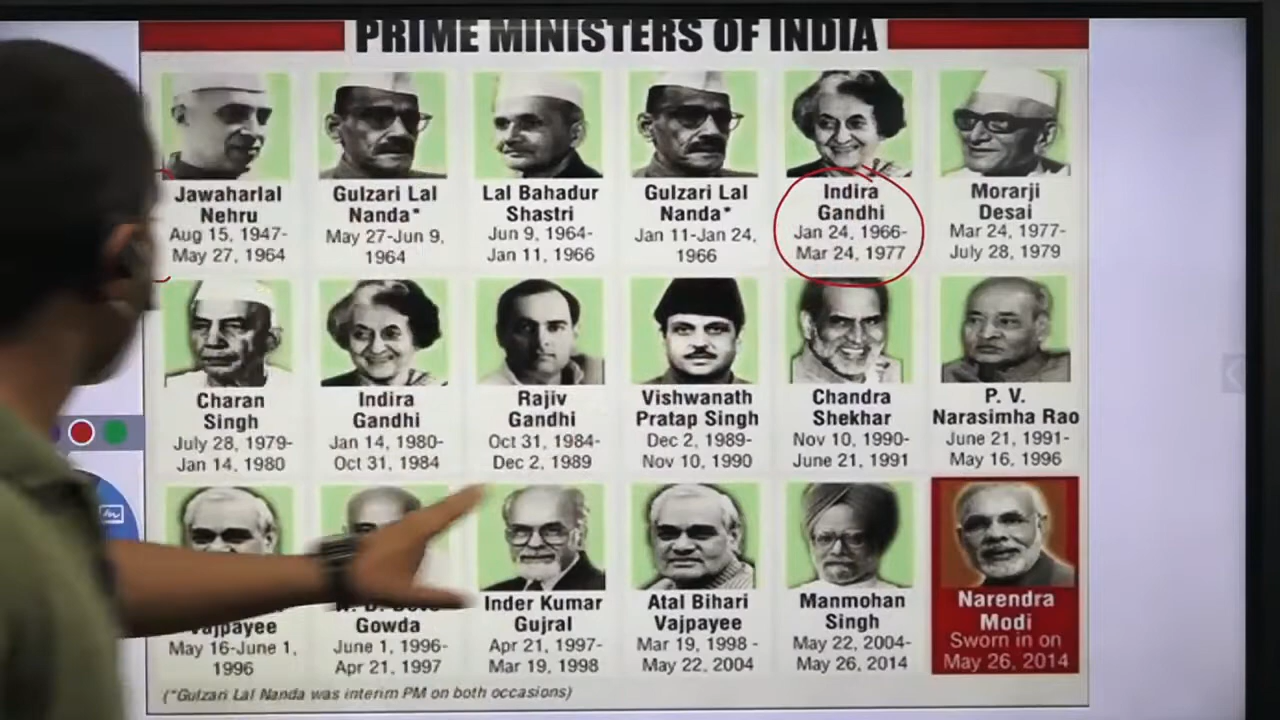 PRIME MINISTERS OF INDIA
Jawaharlal
Nehru
Aug 15, 1947-
May 27, 1964
Gulzari Lal
Nanda*
May 27-Jun 9,
1964
Lal Bahadur
Shastri
Jun 9, 1964-
Jan 11, 1966
Gulzari Lal
Nanda*
Jan 11-Jan 24,
1966
Indira
Gandhi
Jan 24, 1966-
Mar 24, 1977
Morarji
Desai
Mar 24, 1977-
July 28, 1979
Charan
Singh
July 28, 1979-
Jan 14, 1980
Indira
Gandhi
Jan 14, 1980-
Oct 31, 1984
Rajiv
Gandhi
Oct 31, 1984-
Dec 2, 1989
Vishwanath
Pratap Singh
Dec 2, 1989-
Nov 10, 1990
Chandra
Shekhar
Nov 10, 1990-
June 21, 1991
P. V.
Narasimha Rao
June 21, 1991-
May 16, 1996
Vajpayee
May 16-June 1,
1996
Gowda
June 1, 1996-
Apr 21, 1997
Inder Kumar
Gujral
Apr 21, 1997-
Mar 19, 1998
Atal Bihari
Vajpayee
Mar 19, 1998 -
May 22, 2004
Manmohan
Singh
May 22, 2004-
May 26, 2014
Narendra
Modi
Sworn in on
May 26, 2014
(*Gulzari Lal Nanda was interim PM on both occasions)